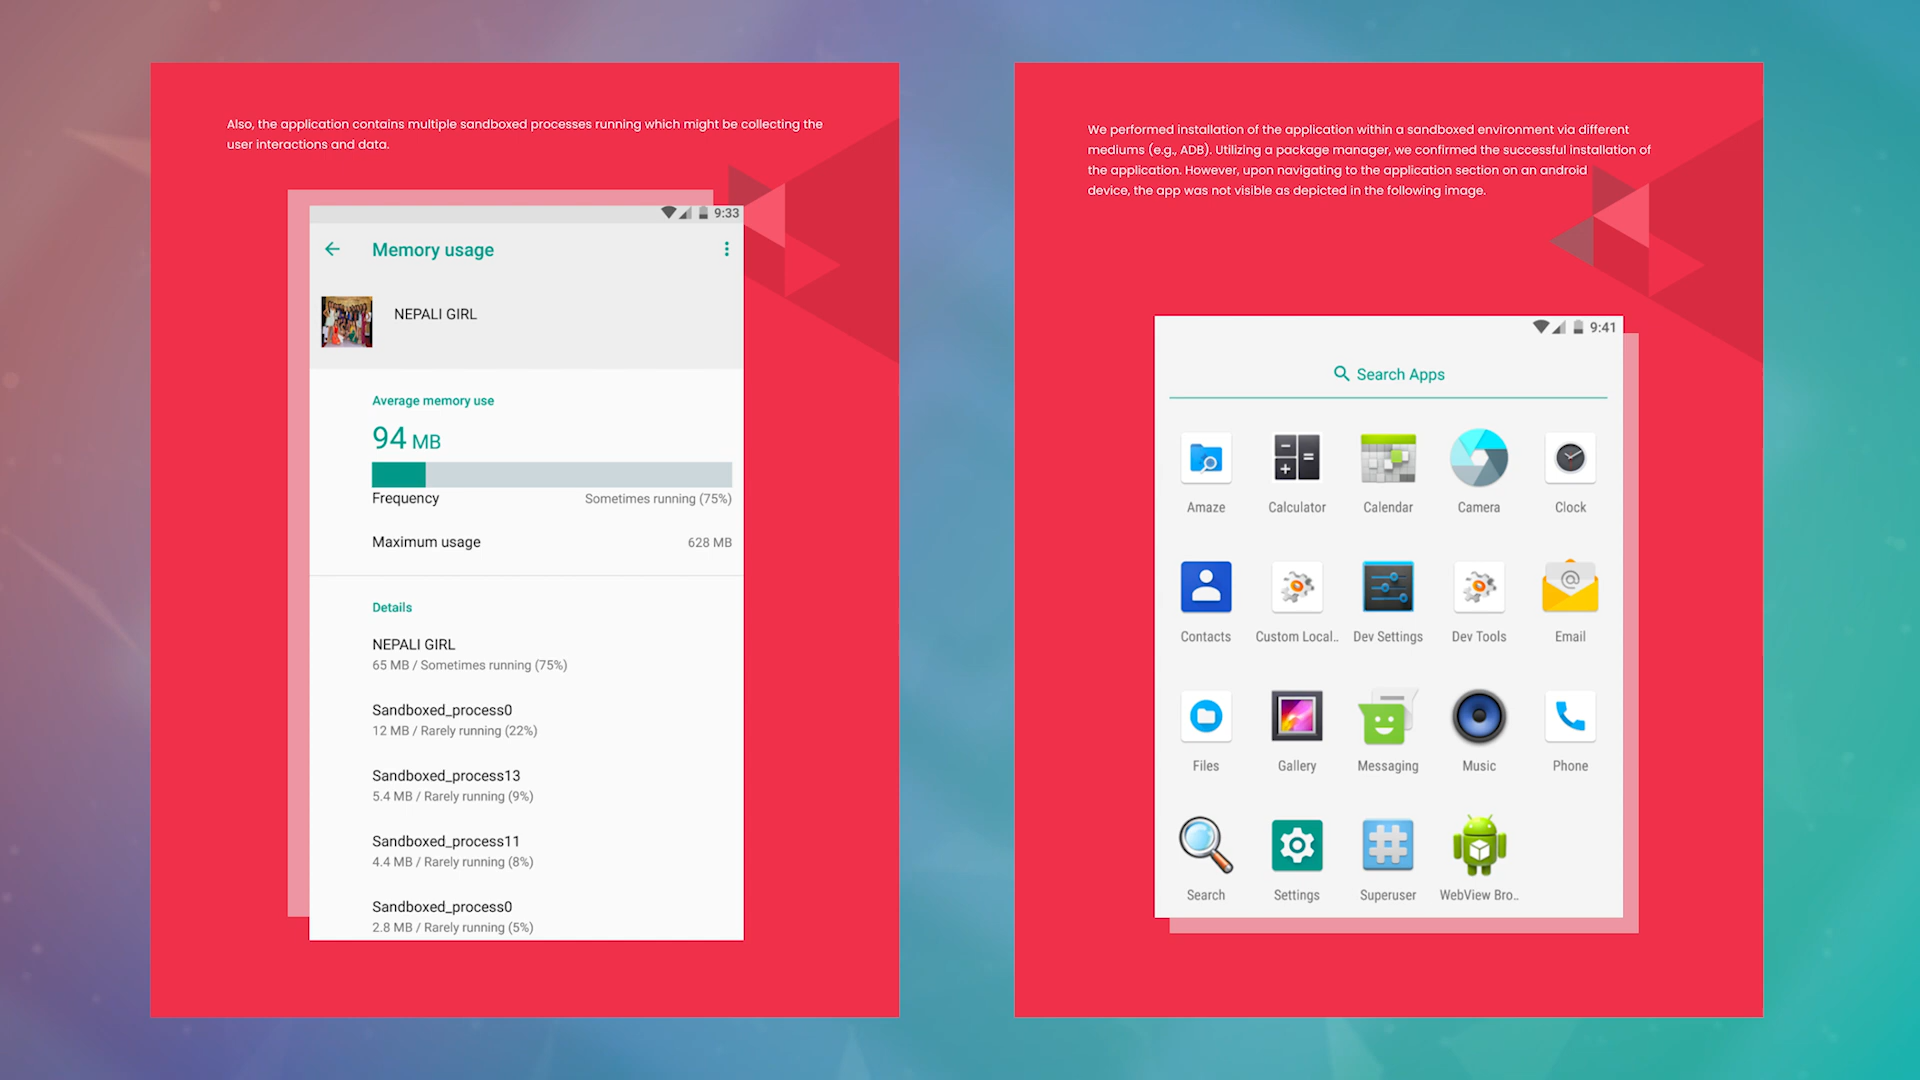 Also, the application contains multiple sandboxed processes running which might be collecting the
user interactions and data.
9:33
Memory usage
NEPALI GIRL
Average memory use
94 MB
Frequency Sometimes running (75%)
Maximum usage 628 MB
Details
NEPALI GIRL
65 MB / Sometimes running (75%)
Sandboxed_process0
12 MB / Rarely running (22%)
Sandboxed_process13
5.4 MB / Rarely running (9%)
Sandboxed_process11
4.4 MB / Rarely running (8%)
Sandboxed_process0
2.8 MB / Rarely running (5%)
We performed installation of the application within a sandboxed environment via different
mediums (e.g., ADB). Utilizing a package manager, we confirmed the successful installation of
the application. However, upon navigating to the application section on an android
device, the app was not visible as depicted in the following image.
9:41
Search Apps
Amaze Calculator Calendar Camera Clock
Contacts Custom Local.. Dev Settings Dev Tools Email
Files Gallery Messaging Music Phone
Search Settings Superuser WebView Bro..